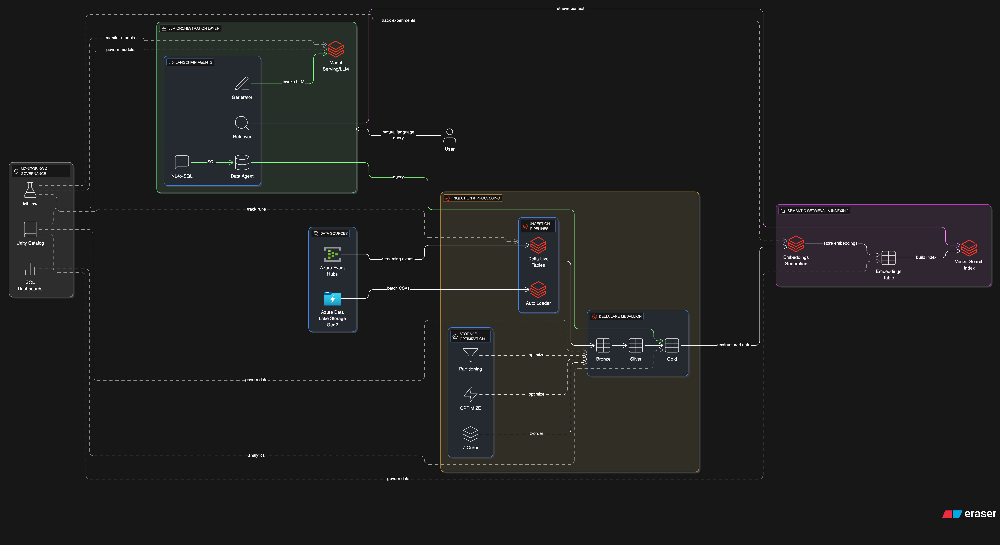 retrieve context
track experiments
LLM ORCHESTRATION LAYER
monitor models
govern models
Model
Serving/LLM
LANGCHAIN AGENTS
invoke LLM
Generator
Retriever
natural language
query
User
SQL
NL-to-SQL
Data Agent
query
MONITORING &
GOVERNANCE
MLflow
Unity Catalog
SQL
Dashboards
track runs
INGESTION & PROCESSING
DATA SOURCES
Azure Event
Hubs
streaming events
Azure Data
Lake Storage
Gen2
batch CSVs
INGESTION
PIPELINES
Delta Live
Tables
Auto Loader
SEMANTIC RETRIEVAL & INDEXING
Embeddings
Generation
store embeddings
Embeddings
Table
build index
Vector Search
Index
DELTA LAKE MEDALLION
Bronze
Silver
Gold
unstructured data
STORAGE
OPTIMIZATION
Partitioning
optimize
OPTIMIZE
optimize
Z-Order
z-order
govern data
analytics
govern data
eraser